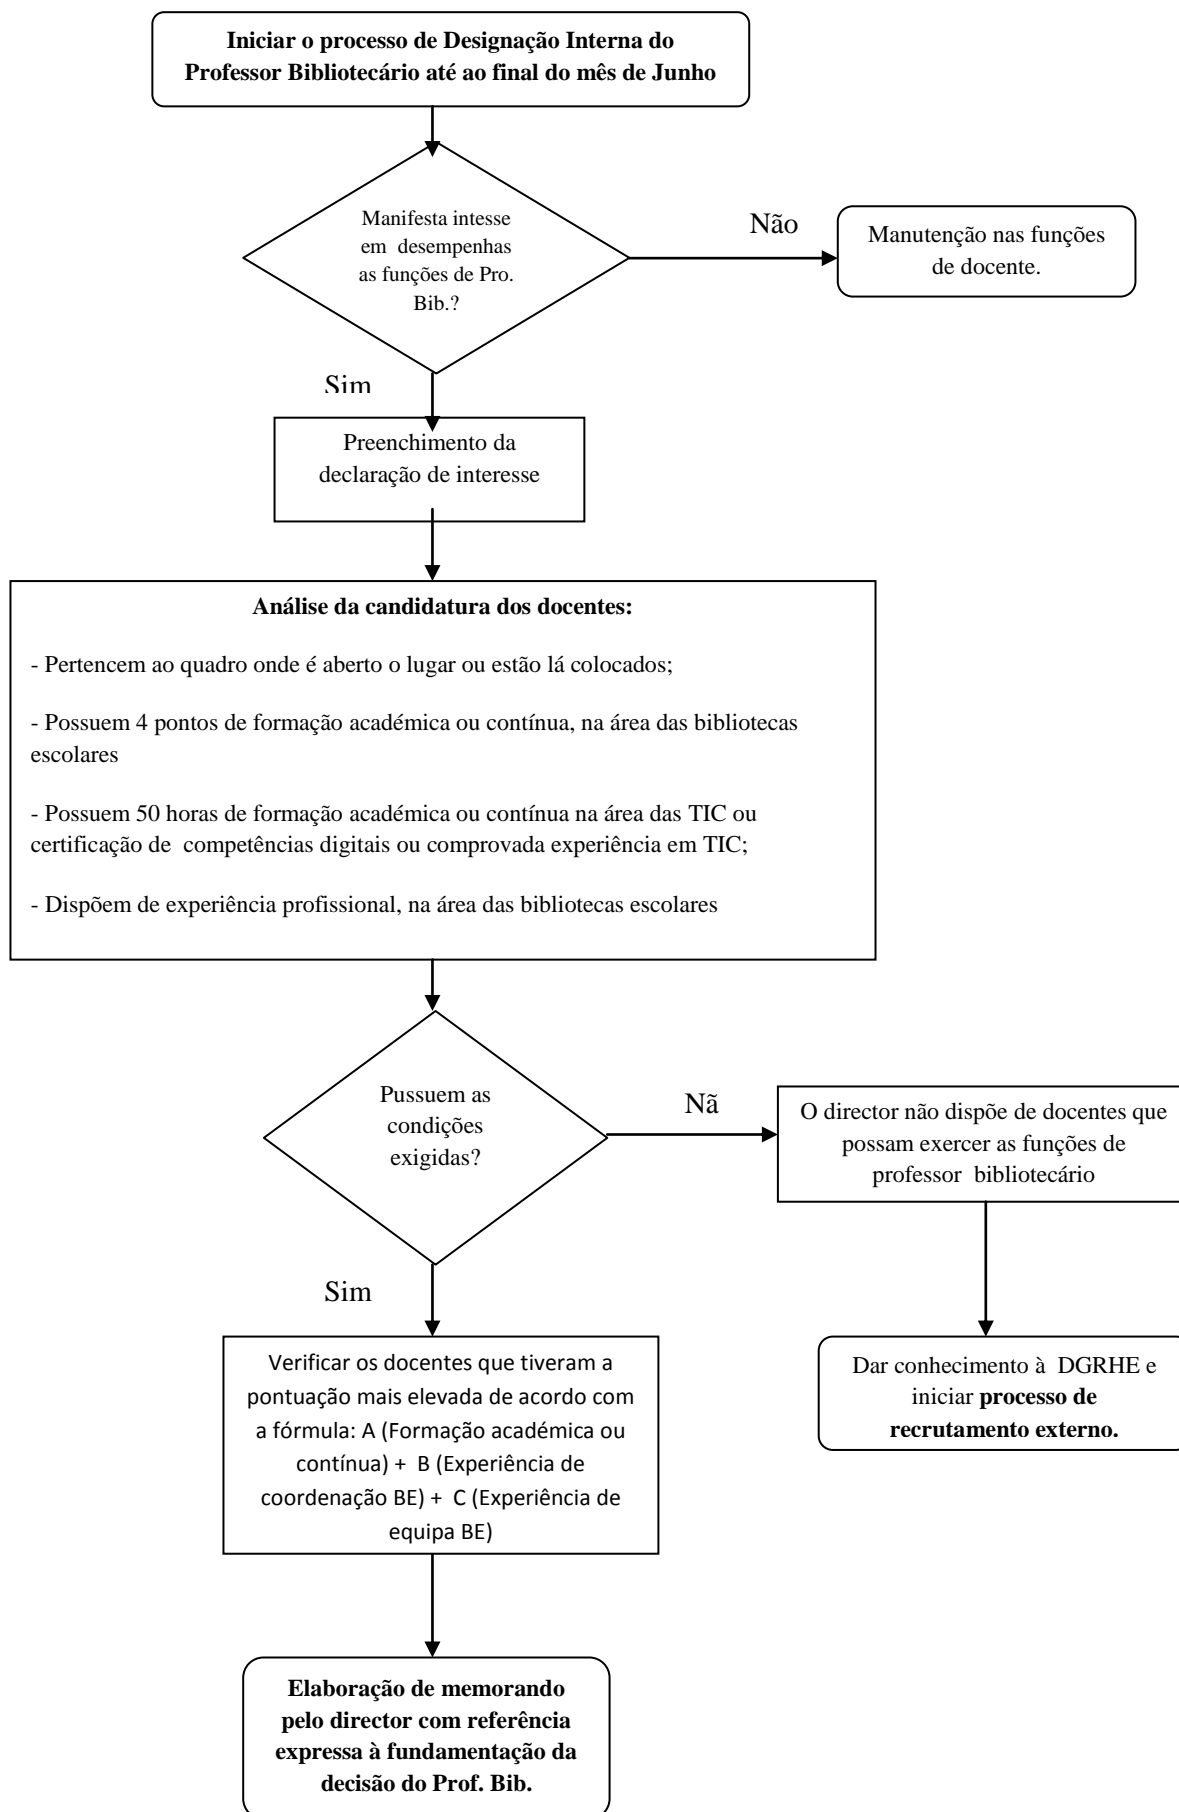 Iniciar o processo de Designação Interna do
Professor Bibliotecário até ao final do mês de Junho
Manifesta intesse
em desempenhas
as funções de Pro.
Bib.?
Não
Manutenção nas funções
de docente.
Sim
Preenchimento da
declaração de interesse
Análise da candidatura dos docentes:
- Pertencem ao quadro onde é aberto o lugar ou estão lá colocados;
- Possuem 4 pontos de formação académica ou contínua, na área das bibliotecas
escolares
- Possuem 50 horas de formação académica ou contínua na área das TIC ou
certificação de competências digitais ou comprovada experiência em TIC;
- Dispõem de experiência profissional, na área das bibliotecas escolares
Pussuem as
condições
exigidas?
Nã
O director não dispõe de docentes que
possam exercer as funções de
professor bibliotecário
Sim
Verificar os docentes que tiveram a
pontuação mais elevada de acordo com
a fórmula: A (Formação académica ou
contínua) + B (Experiência de
coordenação BE) + C (Experiência de
equipa BE)
Dar conhecimento à DGRHE e
iniciar processo de
recrutamento externo.
Elaboração de memorando
pelo director com referência
expressa à fundamentação da
decisão do Prof. Bib.